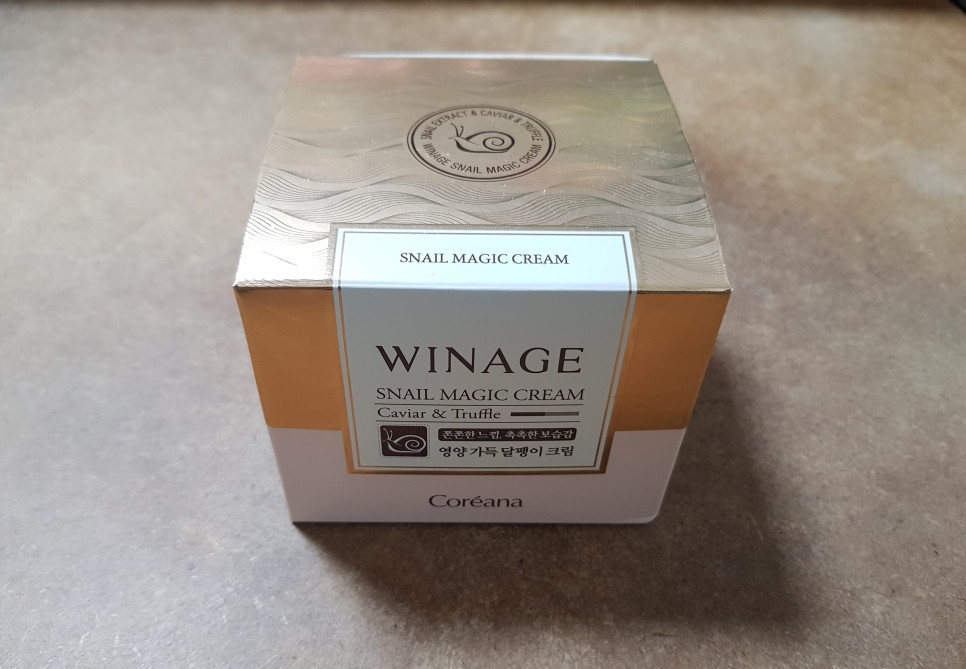 SNAIL EXTRACT & CAVIAR & TRUFFLE
WINAGE SNAIL MAGIC CREAM
SNAIL MAGIC CREAM
WINAGE
SNAIL MAGIC CREAM
Caviar & Truffle
쫀쫀한 느낌, 촉촉한 보습감
영양 가득 달팽이 크림
Coréana